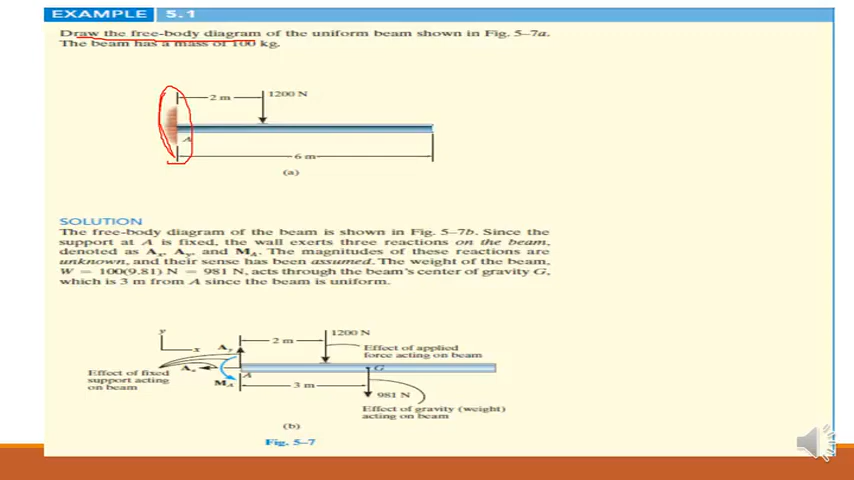 EXAMPLE 5.1
Draw the free-body diagram of the uniform beam shown in Fig. 5–7a.
The beam has a mass of 100 kg.
2 m
1200 N
A
6 m
(a)
SOLUTION
The free-body diagram of the beam is shown in Fig. 5–7b. Since the
support at A is fixed, the wall exerts three reactions on the beam,
denoted as Ax, Ay, and MA. The magnitudes of these reactions are
unknown, and their sense has been assumed. The weight of the beam,
W = 100(9.81) N = 981 N, acts through the beam's center of gravity G,
which is 3 m from A since the beam is uniform.
y
x
Ay
2 m
1200 N
Effect of applied
force acting on beam
Effect of fixed
support acting
on beam
Ax
A
G
MA
3 m
981 N
Effect of gravity (weight)
acting on beam
(b)
Fig. 5–7